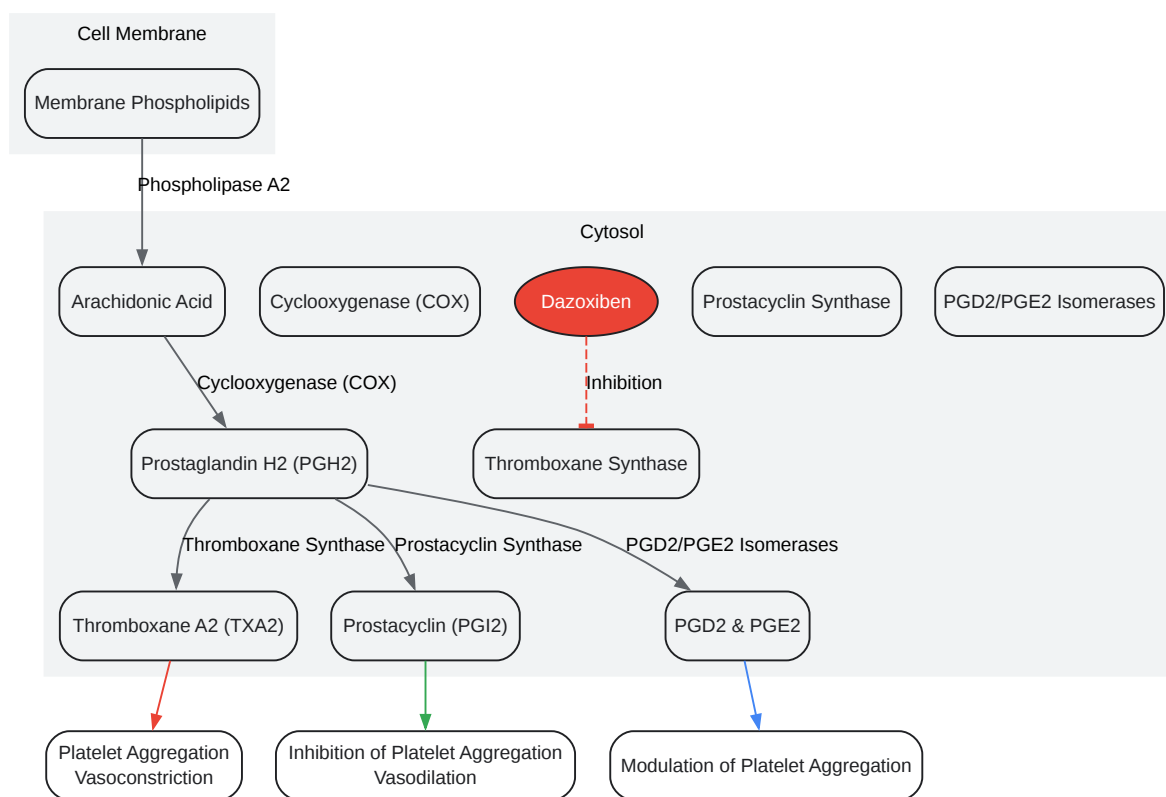 Cell Membrane
Membrane Phospholipids
Phospholipase A2
Cytosol
Arachidonic Acid
Cyclooxygenase (COX)
Dazoxiben
Prostacyclin Synthase
PGD2/PGE2 Isomerases
Cyclooxygenase (COX)
Inhibition
Prostaglandin H2 (PGH2)
Thromboxane Synthase
Thromboxane Synthase
Prostacyclin Synthase
PGD2/PGE2 Isomerases
Thromboxane A2 (TXA2)
Prostacyclin (PGI2)
PGD2 & PGE2
Platelet Aggregation
Vasoconstriction
Inhibition of Platelet Aggregation
Vasodilation
Modulation of Platelet Aggregation